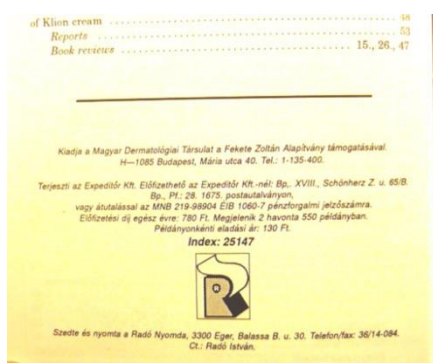 of Klion cream ........ 48
Reports ........ 53
Book reviews ........ 15., 26., 47
Kiadja a Magyar Dermatológiai Társulat a Fekete Zoltán Alapítvány támogatásával.
H—1085 Budapest, Mária utca 40. Tel.: 1-135-400.
Terjeszti az Expeditőr Kft. Előfizethető az Expeditőr Kft.-nél: Bp., XVIII., Schönherz Z. u. 65/B.
Bp., Pf.: 28. 1675. postautalványon,
vagy átutalással az MNB 219-98904 EIB 1060-7 pénzforgalmi jelzőszámra.
Előfizetési díj egész évre: 780 Ft. Megjelenik 2 havonta 550 példányban.
Példányonkénti eladási ár: 130 Ft.
Index: 25147
R
Szedte és nyomta a Radó Nyomda, 3300 Eger, Balassa B. u. 30. Telefon/fax: 36/14-084.
Ct.: Radó István.